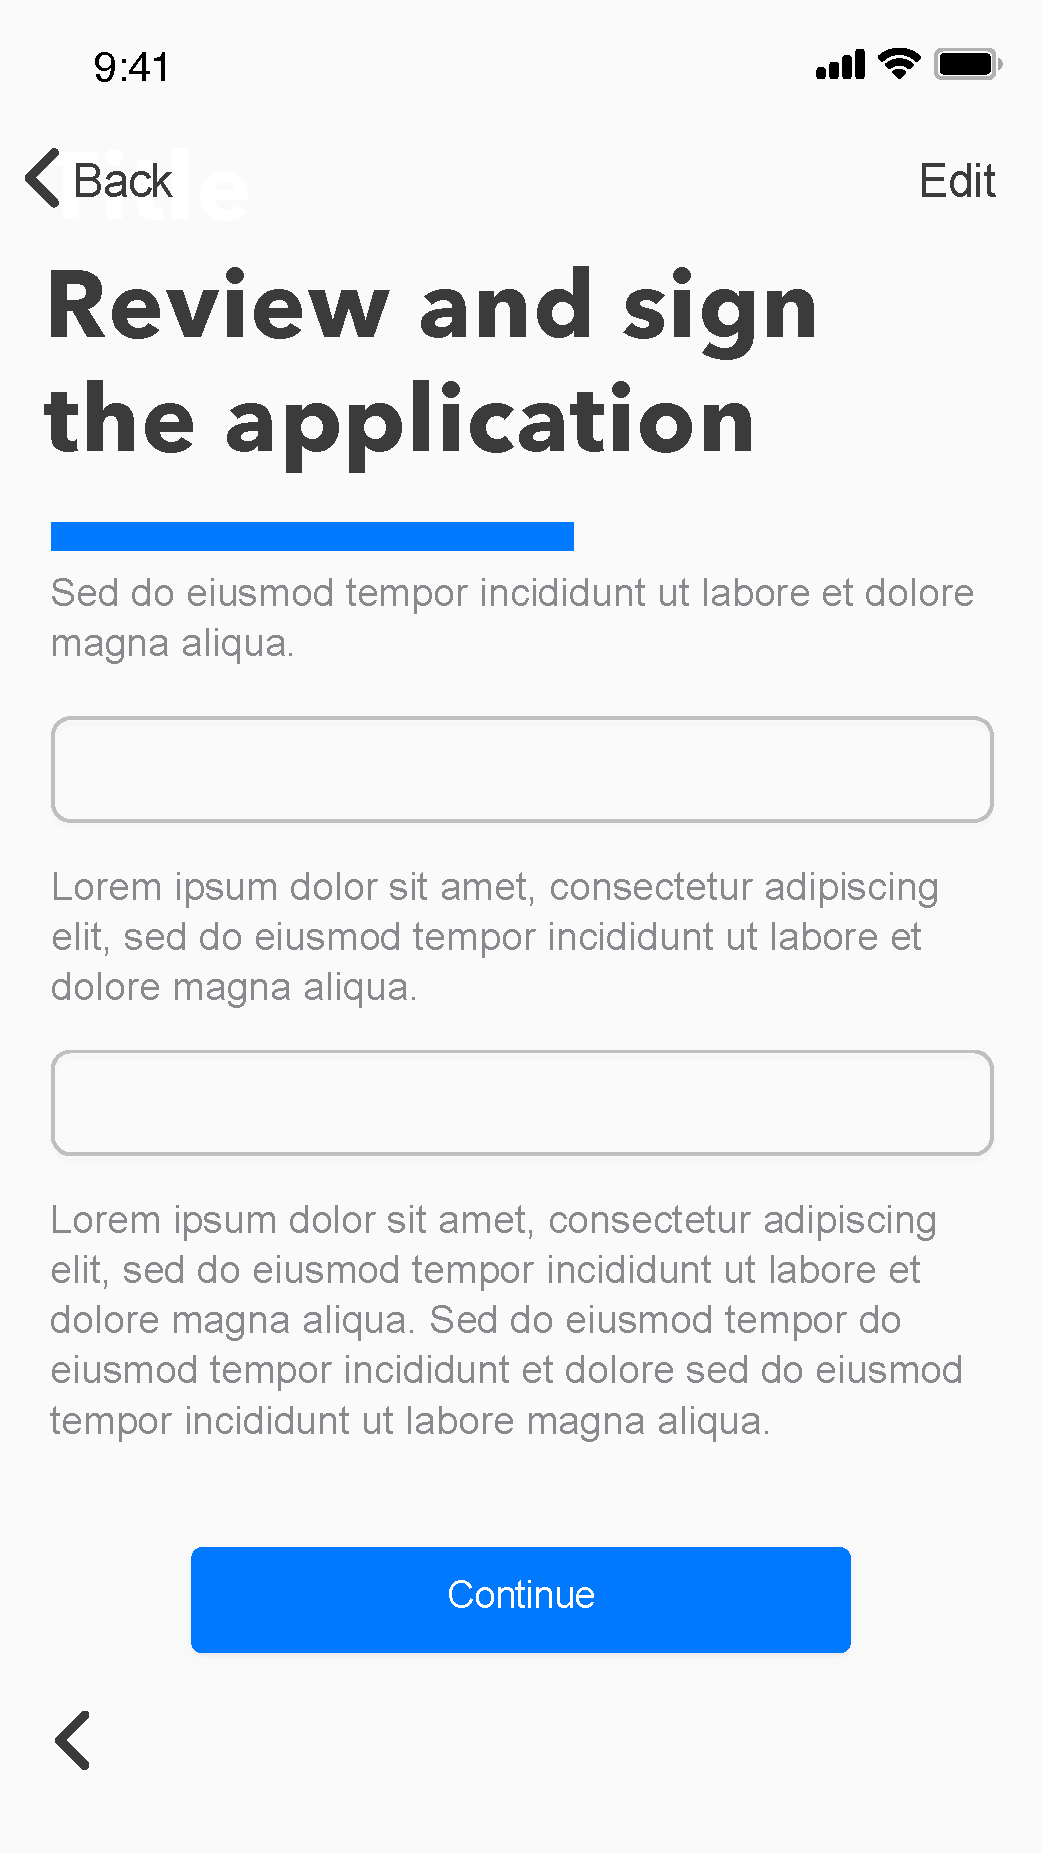 9:41
Title
Back
Edit
Review and sign
the application
Sed do eiusmod tempor incididunt ut labore et dolore
magna aliqua.
Lorem ipsum dolor sit amet, consectetur adipiscing
elit, sed do eiusmod tempor incididunt ut labore et
dolore magna aliqua.
Lorem ipsum dolor sit amet, consectetur adipiscing
elit, sed do eiusmod tempor incididunt ut labore et
dolore magna aliqua. Sed do eiusmod tempor do
eiusmod tempor incididunt et dolore sed do eiusmod
tempor incididunt ut labore magna aliqua.
Continue